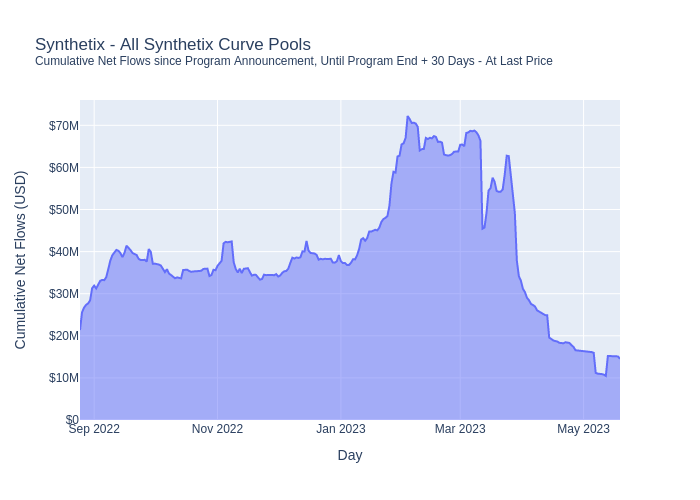 Synthetix - All Synthetix Curve Pools
Cumulative Net Flows since Program Announcement, Until Program End + 30 Days - At Last Price
$70M
$60M
$50M
$40M
$30M
$20M
$10M
$0
Cumulative Net Flows (USD)
Sep 2022
Nov 2022
Jan 2023
Mar 2023
May 2023
Day